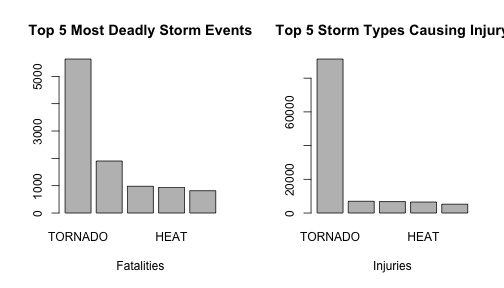 Top 5 Most Deadly Storm Events
5000
3000
1000
0
TORNADO HEAT
Fatalities
Top 5 Storm Types Causing Injury
60000
20000
0
TORNADO HEAT
Injuries